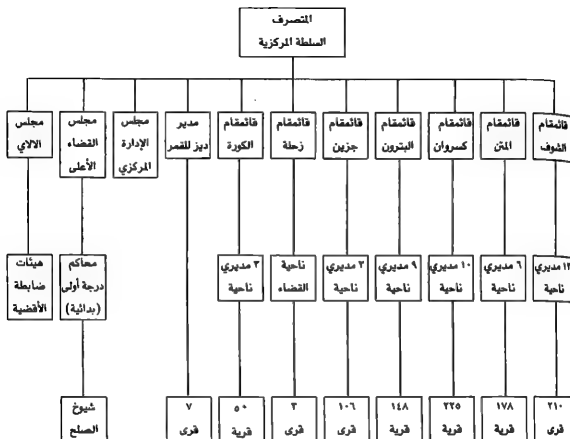 المتصرف
السلطة المركزية
قائمقام
الشوف
قائمقام
المتن
قائمقام
كسروان
قائمقام
البترون
قائمقام
جزين
قائمقام
زحلة
قائمقام
الكورة
مدير
ديز للقمر
مجلس
الإدارة
المركزي
مجلس
القضاء
الأعلى
مجلس
الالاي
١٢ مديري
ناحية
٦ مديري
ناحية
١٠ مديري
ناحية
٩ مديري
ناحية
٣ مديري
ناحية
ناحية
القضاء
٣ مديري
ناحية
محاكم
درجة أولى
(بدائية)
هيئات
ضابطة
الأقضية
٢١٠
قرى
١٧٨
قرية
٢٢٥
قرية
١٤٨
قرية
١٠٦
قرى
٣
قرى
٥٠
قرية
٧
قرى
شيوخ
الصلح